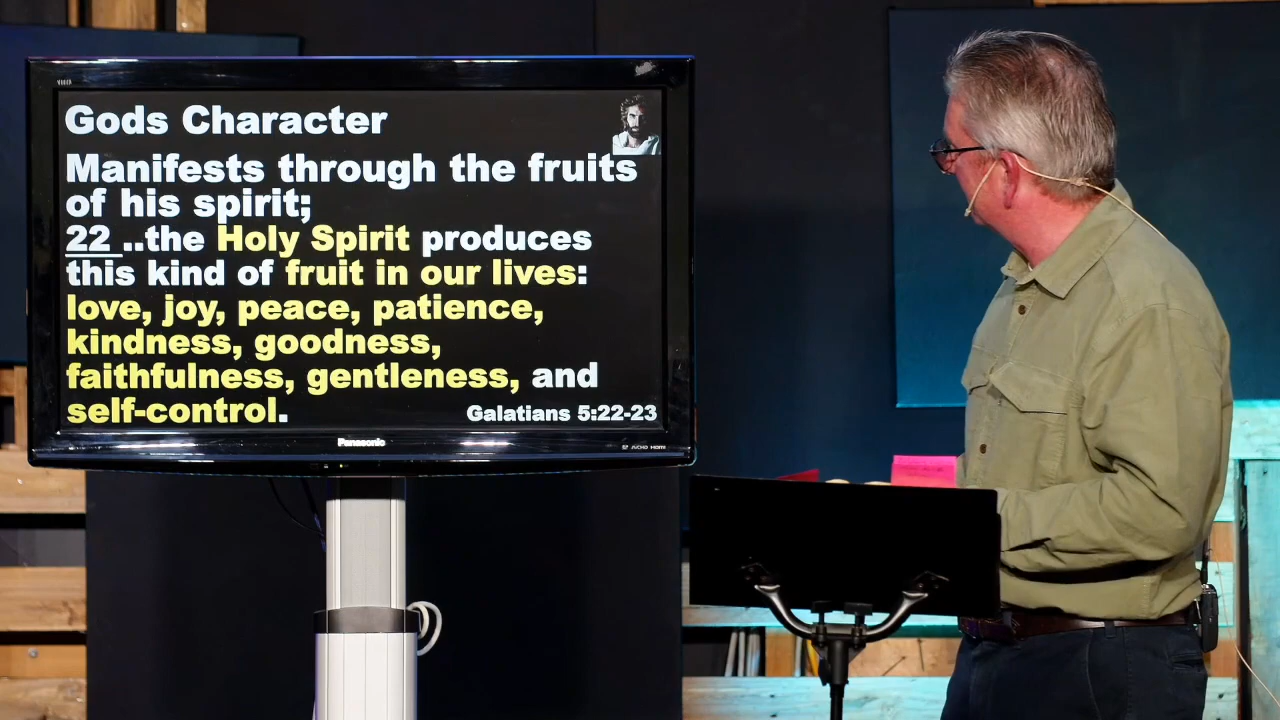 Gods Character
Manifests through the fruits
of his spirit;
22 ..the Holy Spirit produces
this kind of fruit in our lives:
love, joy, peace, patience,
kindness, goodness,
faithfulness, gentleness, and
self-control.
Galatians 5:22-23
Panasonic